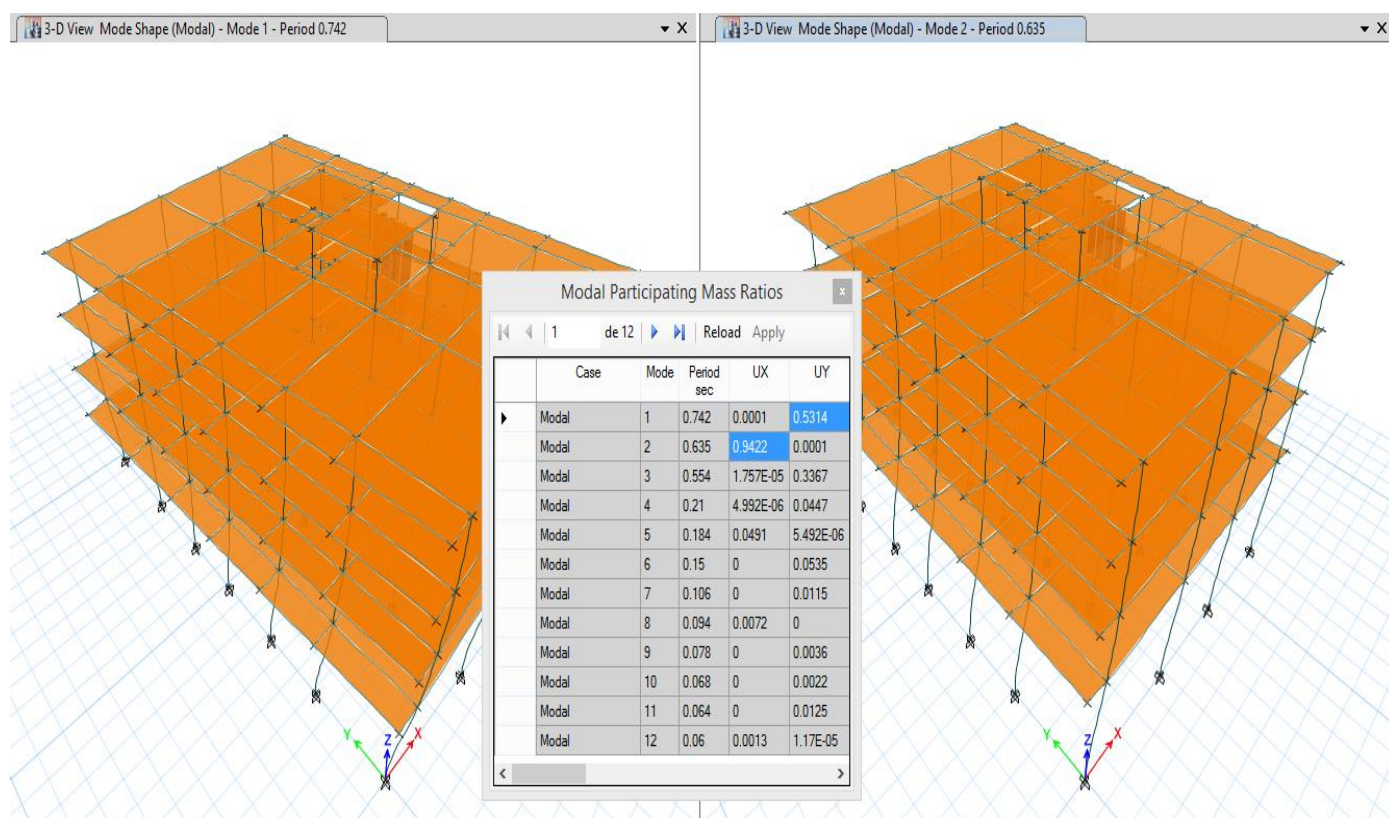 3-D View Mode Shape (Modal) - Mode 1 - Period 0.742
X
3-D View Mode Shape (Modal) - Mode 2 - Period 0.635
X
Modal Participating Mass Ratios
x
1 de 12 Reload Apply
Case Mode Period sec UX UY
Modal 1 0.742 0.0001 0.5314
Modal 2 0.635 0.9422 0.0001
Modal 3 0.554 1.757E-05 0.3367
Modal 4 0.21 4.992E-06 0.0447
Modal 5 0.184 0.0491 5.492E-06
Modal 6 0.15 0 0.0535
Modal 7 0.106 0 0.0115
Modal 8 0.094 0.0072 0
Modal 9 0.078 0 0.0036
Modal 10 0.068 0 0.0022
Modal 11 0.064 0 0.0125
Modal 12 0.06 0.0013 1.17E-05
Y Z X
Y Z X